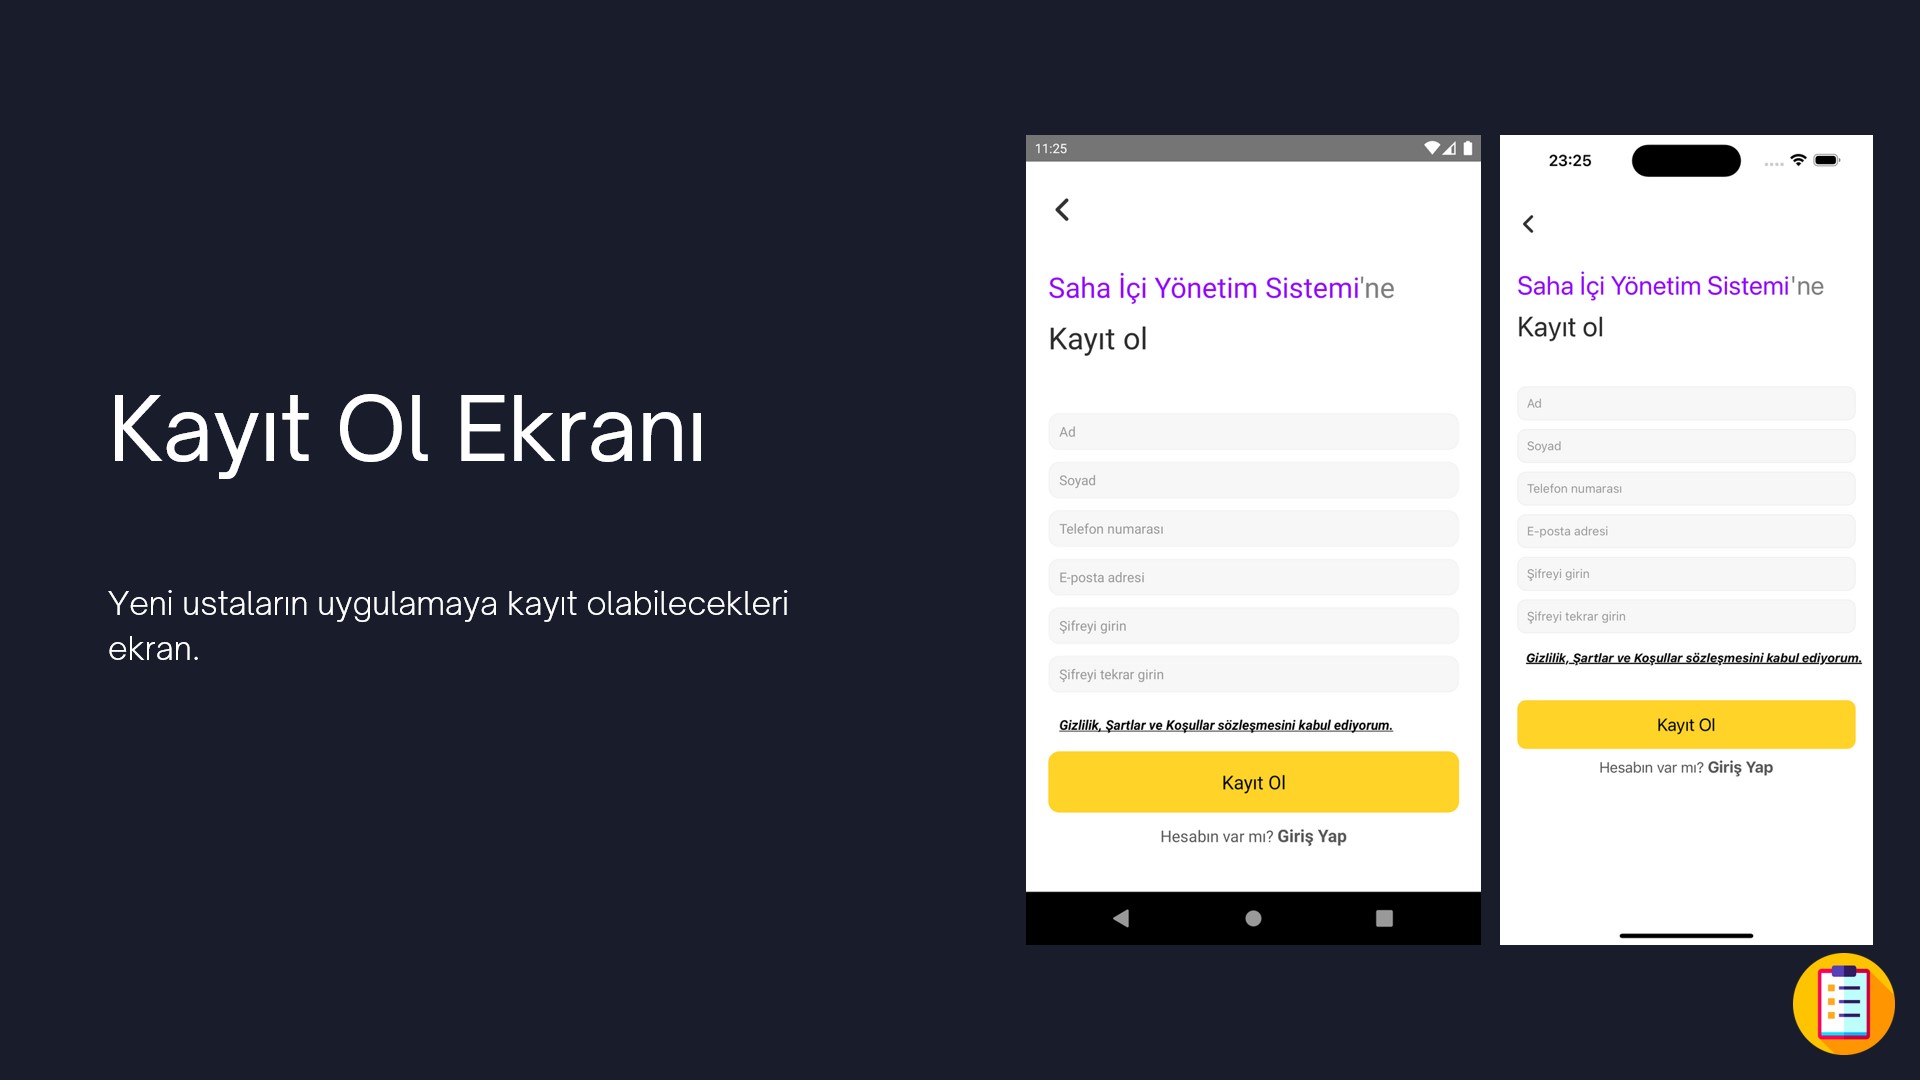 Kayıt Ol Ekranı
Yeni ustaların uygulamaya kayıt olabilecekleri
ekran.
11:25
Saha İçi Yönetim Sistemi'ne
Kayıt ol
Ad
Soyad
Telefon numarası
E-posta adresi
Şifreyi girin
Şifreyi tekrar girin
Gizlilik, Şartlar ve Koşullar sözleşmesini kabul ediyorum.
Kayıt Ol
Hesabın var mı? Giriş Yap
23:25
Saha İçi Yönetim Sistemi'ne
Kayıt ol
Ad
Soyad
Telefon numarası
E-posta adresi
Şifreyi girin
Şifreyi tekrar girin
Gizlilik, Şartlar ve Koşullar sözleşmesini kabul ediyorum.
Kayıt Ol
Hesabın var mı? Giriş Yap